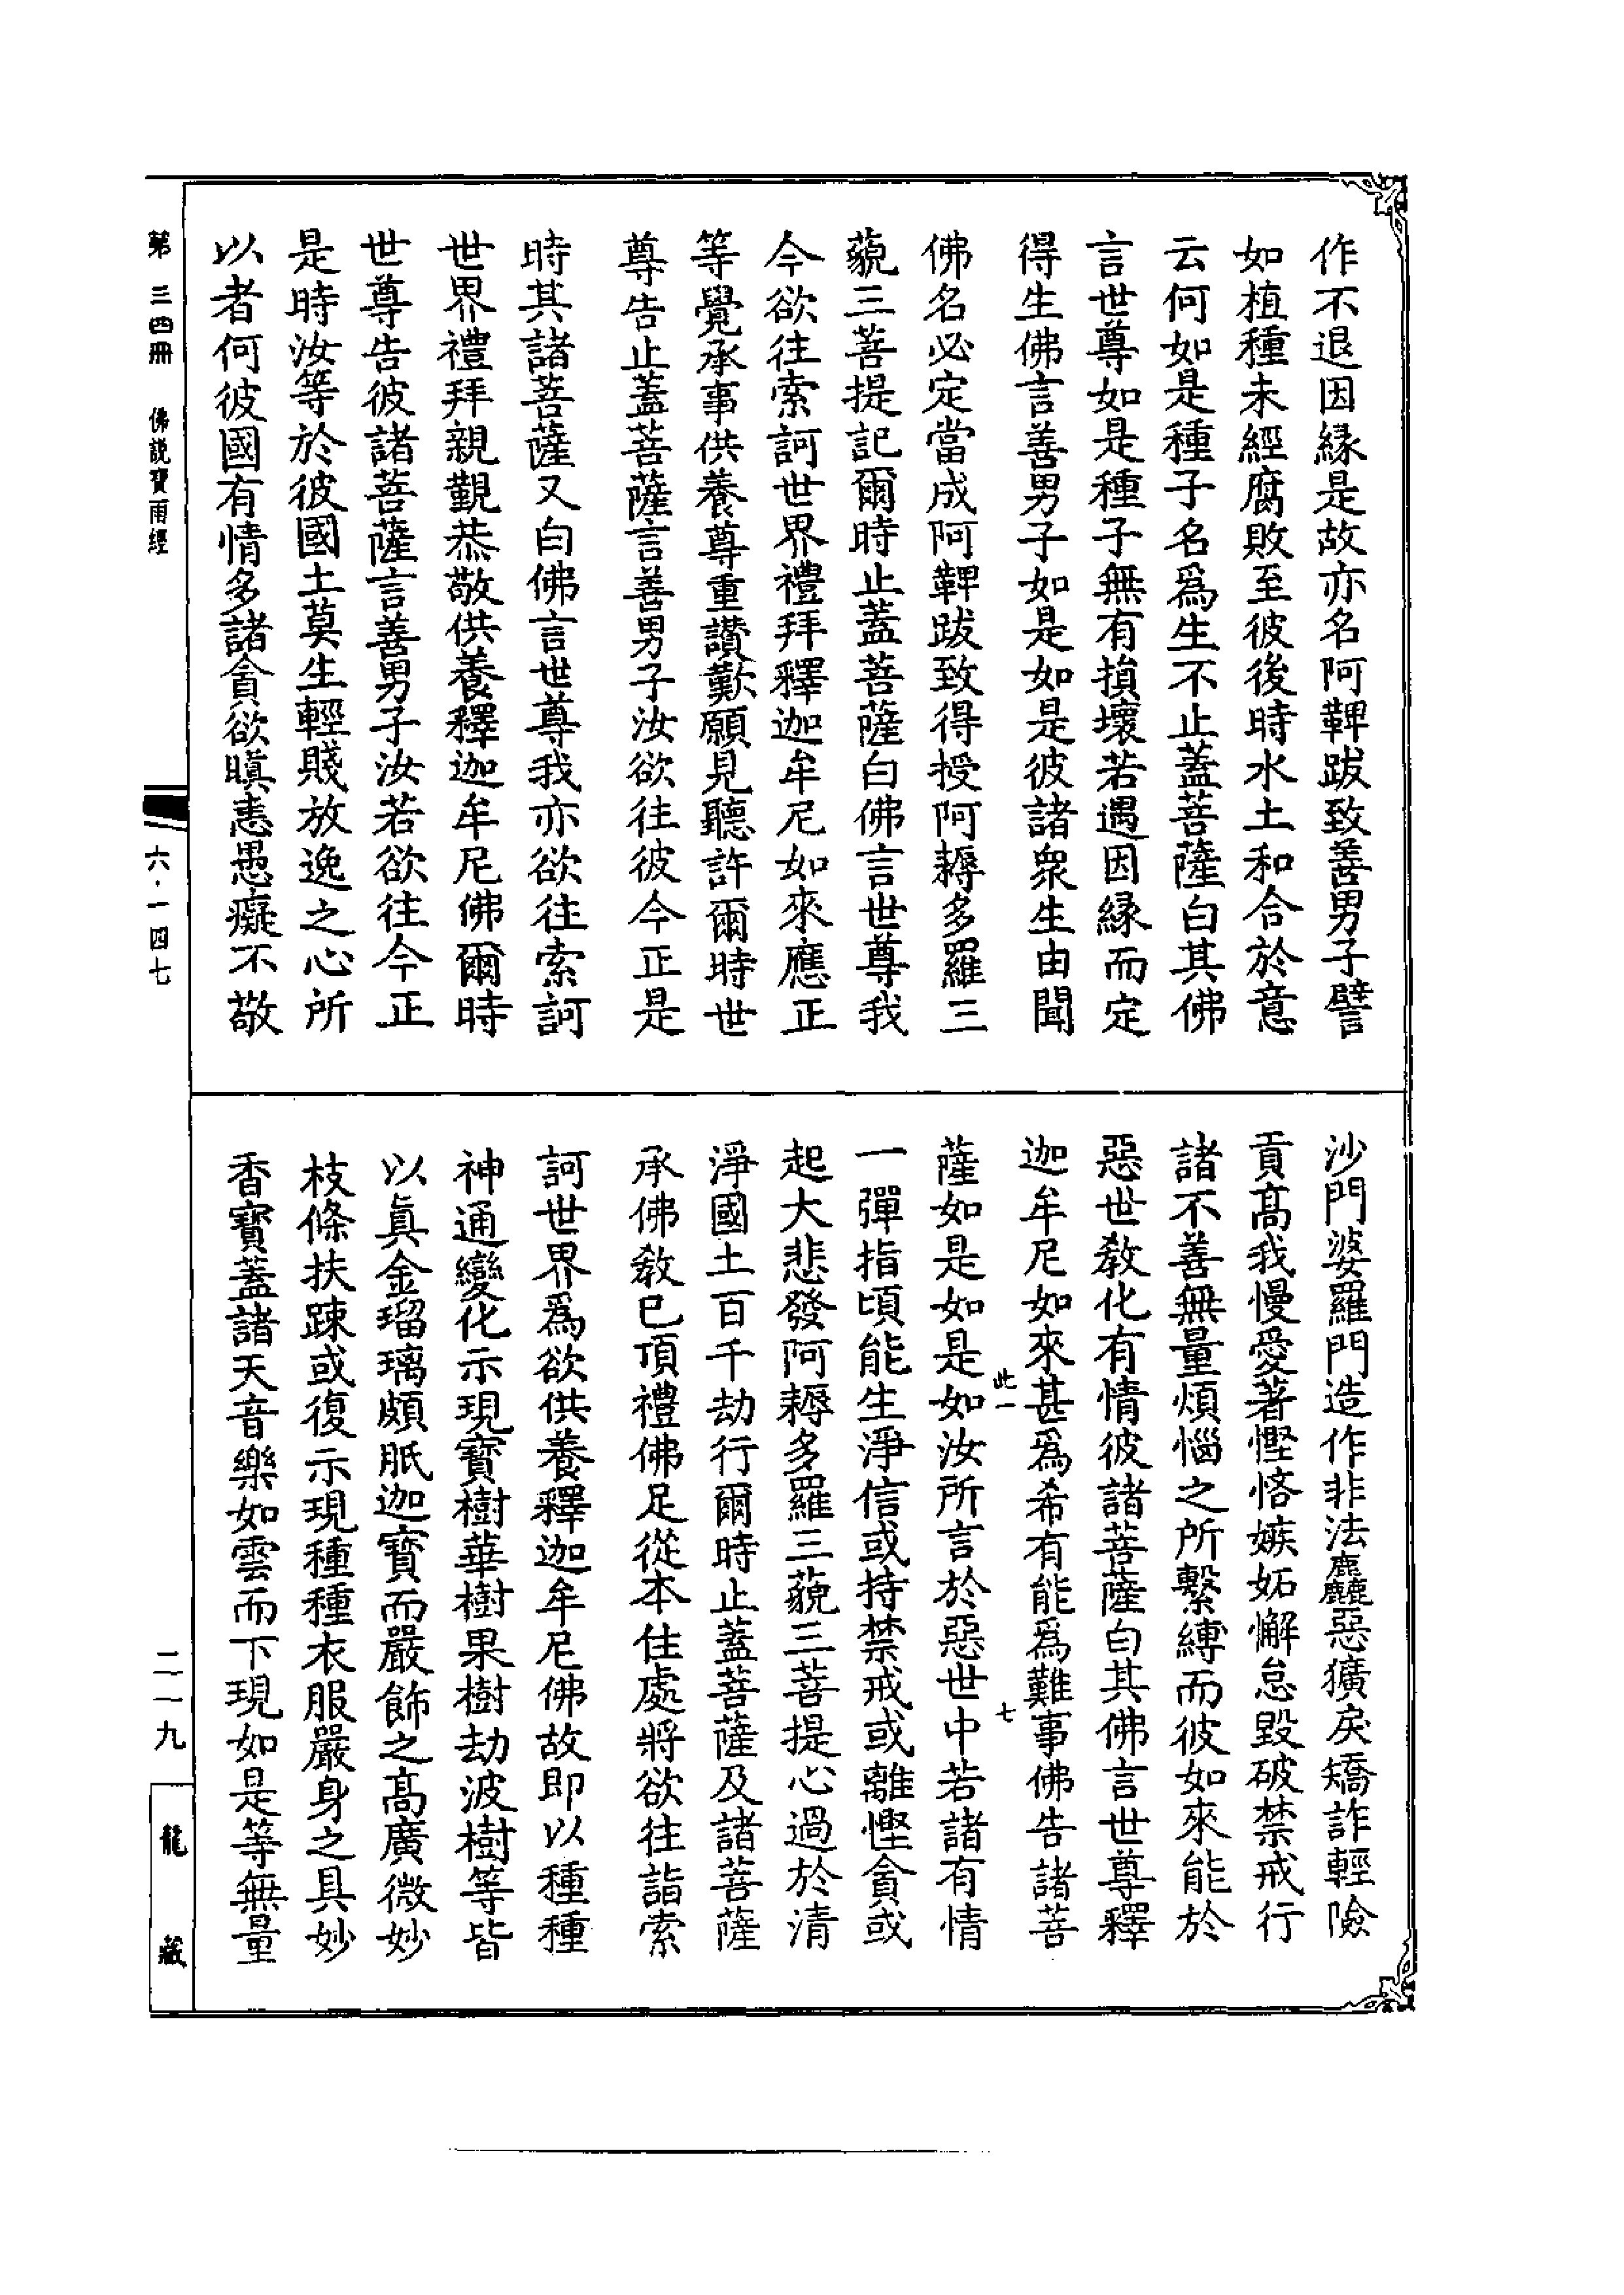 作不退因緣是故亦名阿鞞跋致善男子譬
如植種未經腐敗至彼後時水土和合於意
云何如是種子名爲生不止蓋菩薩白其佛
言世尊如是種子無有損壞若遇因緣而定
得生佛言善男子如是如是彼諸衆生由聞
佛名必定當成阿鞞跋致得授阿耨多羅三
藐三菩提記爾時止蓋菩薩白佛言世尊我
今欲往索訶世界禮拜釋迦牟尼如來應正
等覺承事供養尊重讚歎願見聽許爾時世
尊告止蓋菩薩言善男子汝欲往彼今正是
時其諸菩薩又白佛言世尊我亦欲往索訶
世界禮拜親覲恭敬供養釋迦牟尼佛爾時
世尊告彼諸菩薩言善男子汝若欲往今正
是時汝等於彼國土莫生輕賤放逸之心所
以者何彼國有情多諸貪欲瞋恚愚癡不敬
沙門婆羅門造作非法麤惡獷戾矯詐輕險
貢高我慢愛著慳悋嫉妬懈怠毀破禁戒行
諸不善無量煩惱之所繫縛而彼如來能於
惡世教化有情彼諸菩薩白其佛言世尊釋
迦牟尼如來甚爲希有能爲難事佛告諸菩
此一 七
薩如是如是如汝所言於惡世中若諸有情
一彈指頃能生淨信或持禁戒或離慳貪或
起大悲發阿耨多羅三藐三菩提心過於清
淨國土百千劫行爾時止蓋菩薩及諸菩薩
承佛教已頂禮佛足從本住處將欲往詣索
訶世界爲欲供養釋迦牟尼佛故即以種種
神通變化示現寶樹華樹果樹劫波樹等皆
以眞金瑠璃頗胝迦寶而嚴飾之高廣微妙
枝條扶踈或復示現種種衣服嚴身之具妙
香寶蓋諸天音樂如雲而下現如是等無量
第三四冊 佛說寶雨經
六·一四七
二一九
龍藏